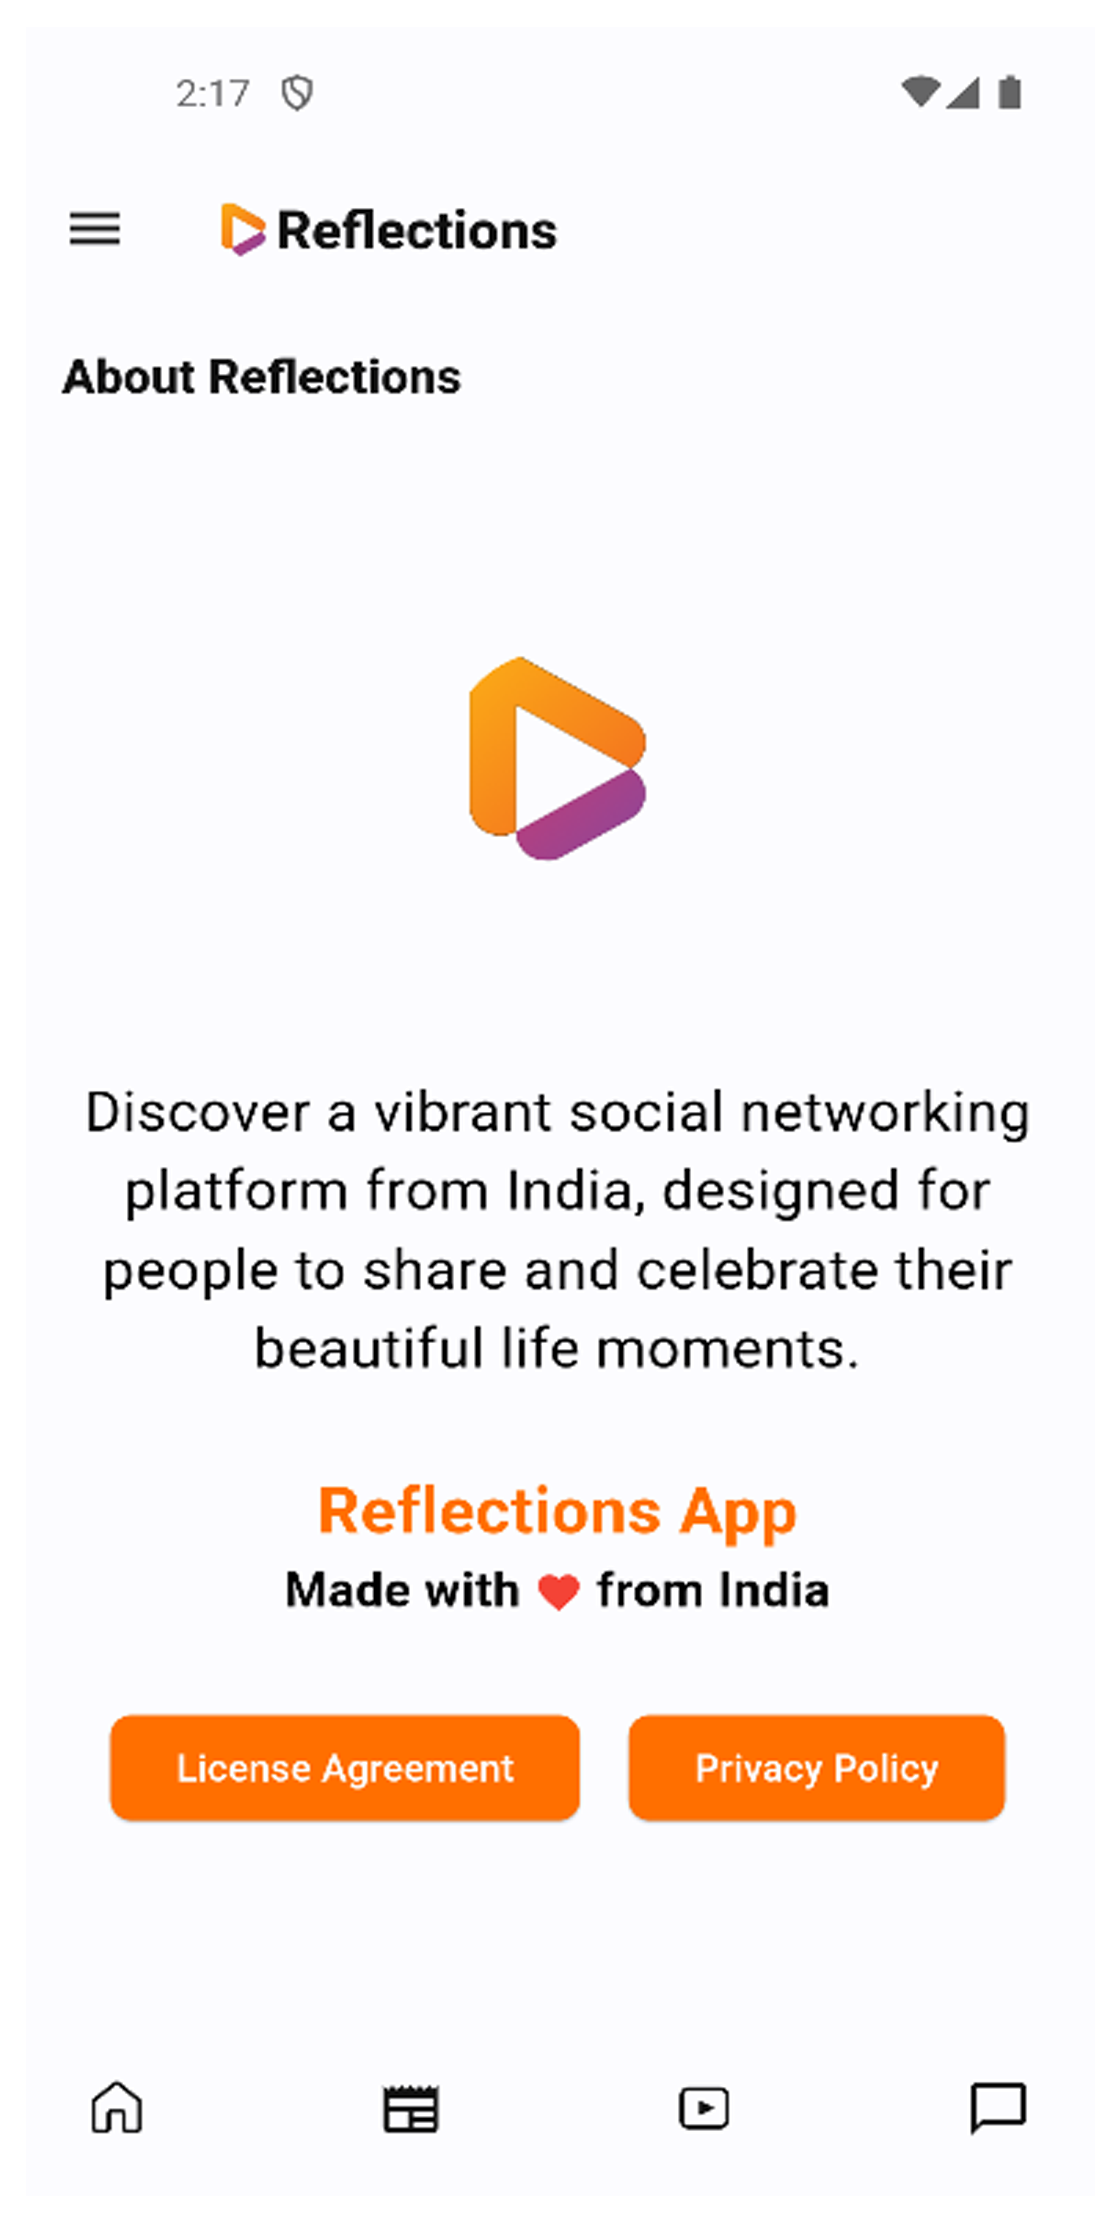 2:17
Reflections
About Reflections
Discover a vibrant social networking
platform from India, designed for
people to share and celebrate their
beautiful life moments.
Reflections App
Made with ❤ from India
License Agreement
Privacy Policy